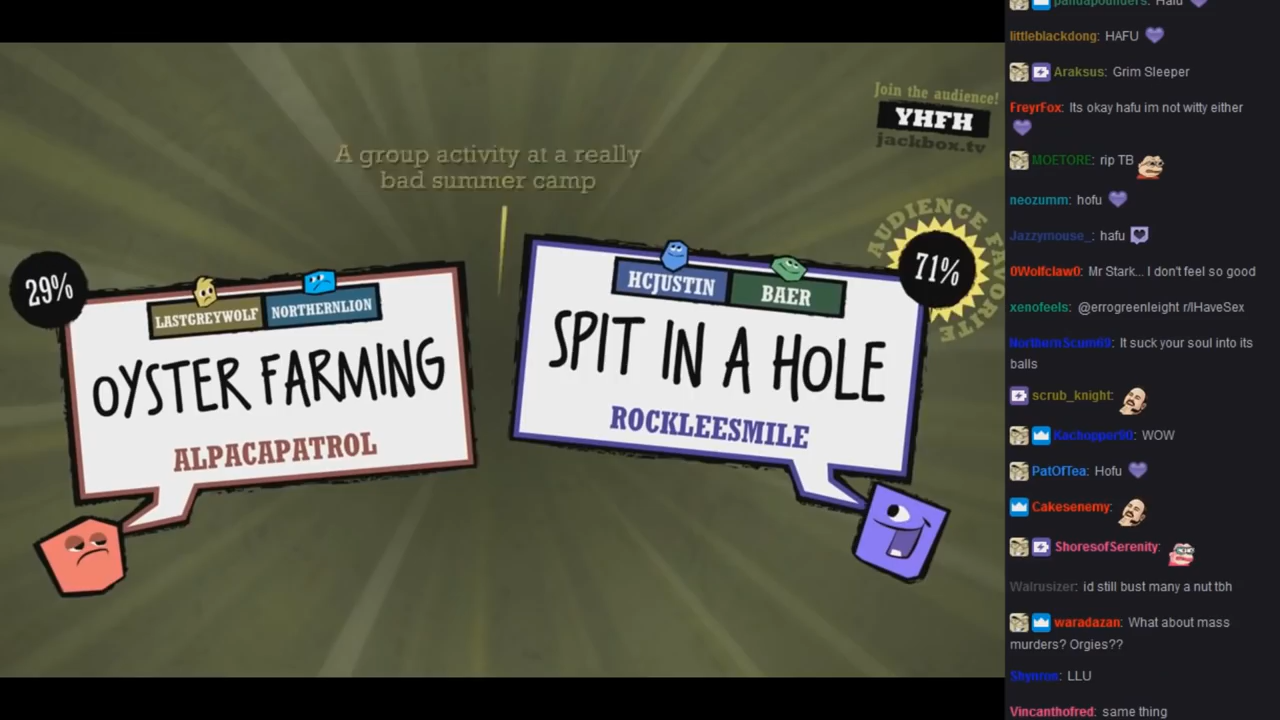 Join the audience!
YHFH
jackbox.tv
A group activity at a really
bad summer camp
29%
LASTGREYWOLF
NORTHERNLION
OYSTER FARMING
ALPACAPATROL
AUDIENCE FAVORITE
71%
HCJUSTIN
BAER
SPIT IN A HOLE
ROCKLEESMILE
pandapounders: Hafu
littleblackdong: HAFU
Araksus: Grim Sleeper
FreyrFox: Its okay hafu im not witty either
MOETORE: rip TB
neozumm: hofu
Jazzymouse_: hafu
0Wolfclaw0: Mr Stark... I don't feel so good
xenofeels: @errogreenleight r/IHaveSex
NorthurnScum69: It suck your soul into its
balls
scrub_knight:
Kachopper90: WOW
PatOfTea: Hofu
Cakesenemy:
ShoresofSerenity:
Walrusizer: id still bust many a nut tbh
waradazan: What about mass
murders? Orgies??
Shynron: LLU
Vincanthofred: same thing